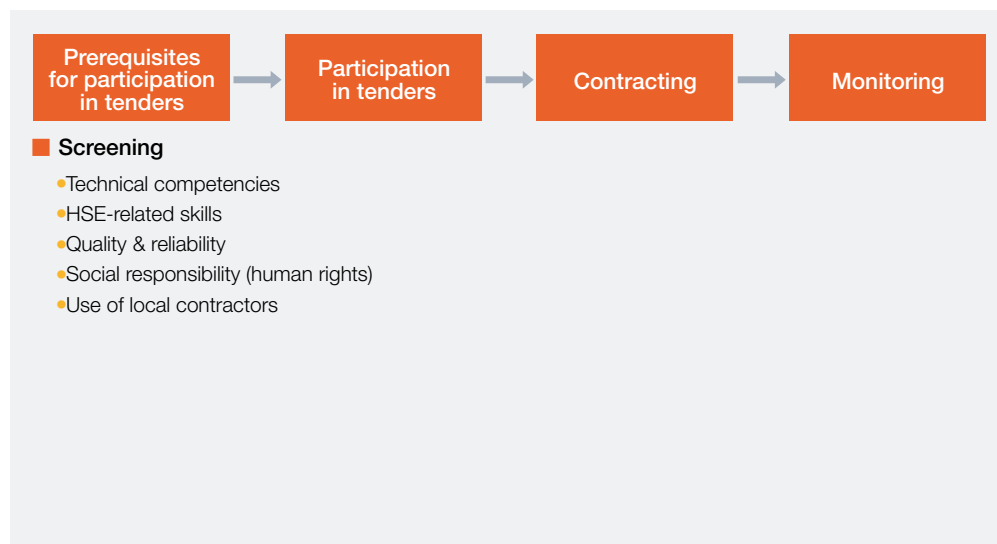 Prerequisites
for participation
in tenders
Participation
in tenders
Contracting
Monitoring
Screening
Technical competencies
HSE-related skills
Quality & reliability
Social responsibility (human rights)
Use of local contractors